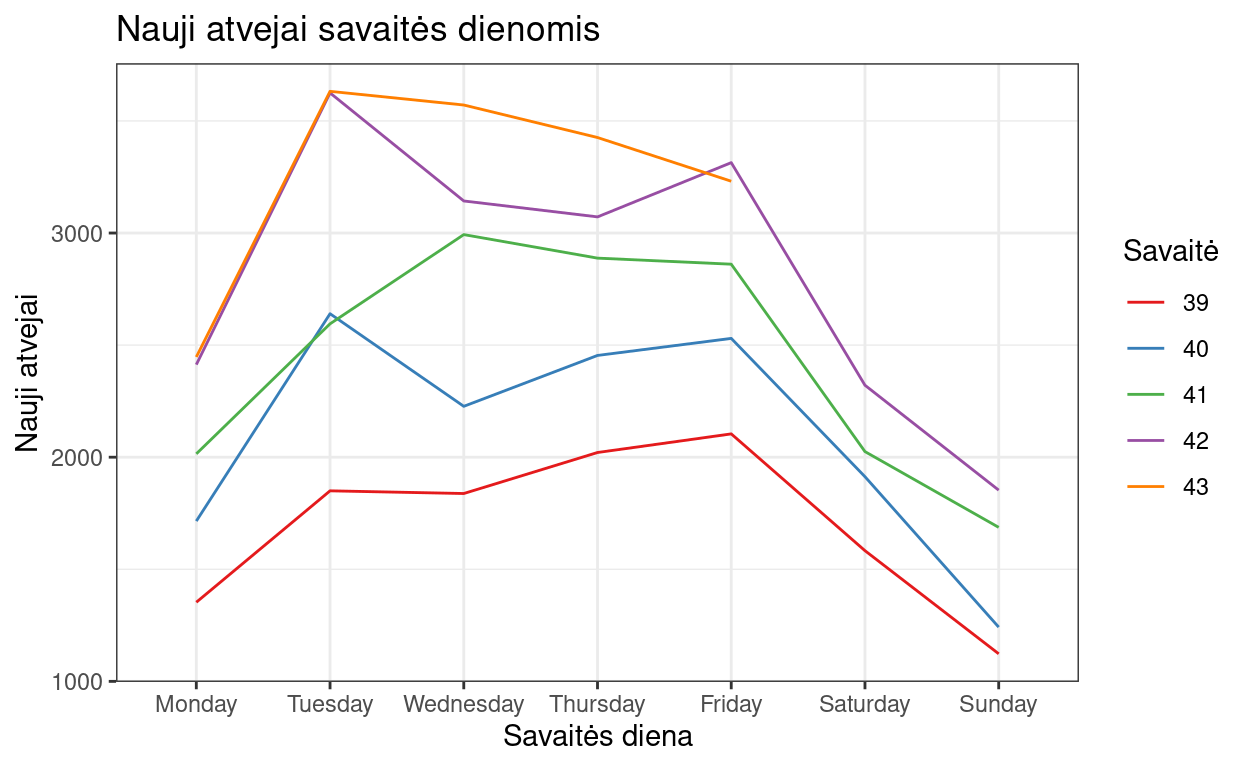 Nauji atvejai savaitės dienomis
Nauji atvejai
3000
2000
1000
Monday Tuesday Wednesday Thursday Friday Saturday Sunday
Savaitės diena
Savaitė
39
40
41
42
43